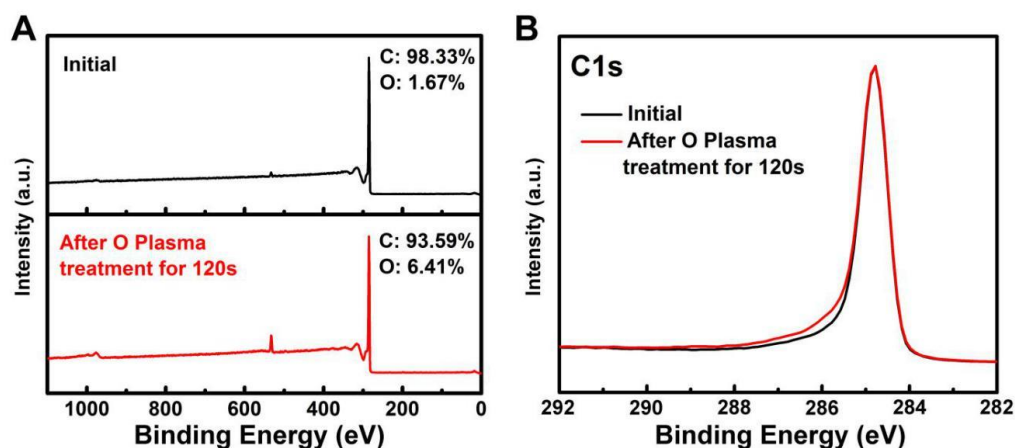 A
Initial
C: 98.33%
O: 1.67%
After O Plasma
treatment for 120s
C: 93.59%
O: 6.41%
Intensity (a.u.)
1000 800 600 400 200 0
Binding Energy (eV)
B
C1s
Initial
After O Plasma
treatment for 120s
Intensity (a.u.)
292 290 288 286 284 282
Binding Energy (eV)